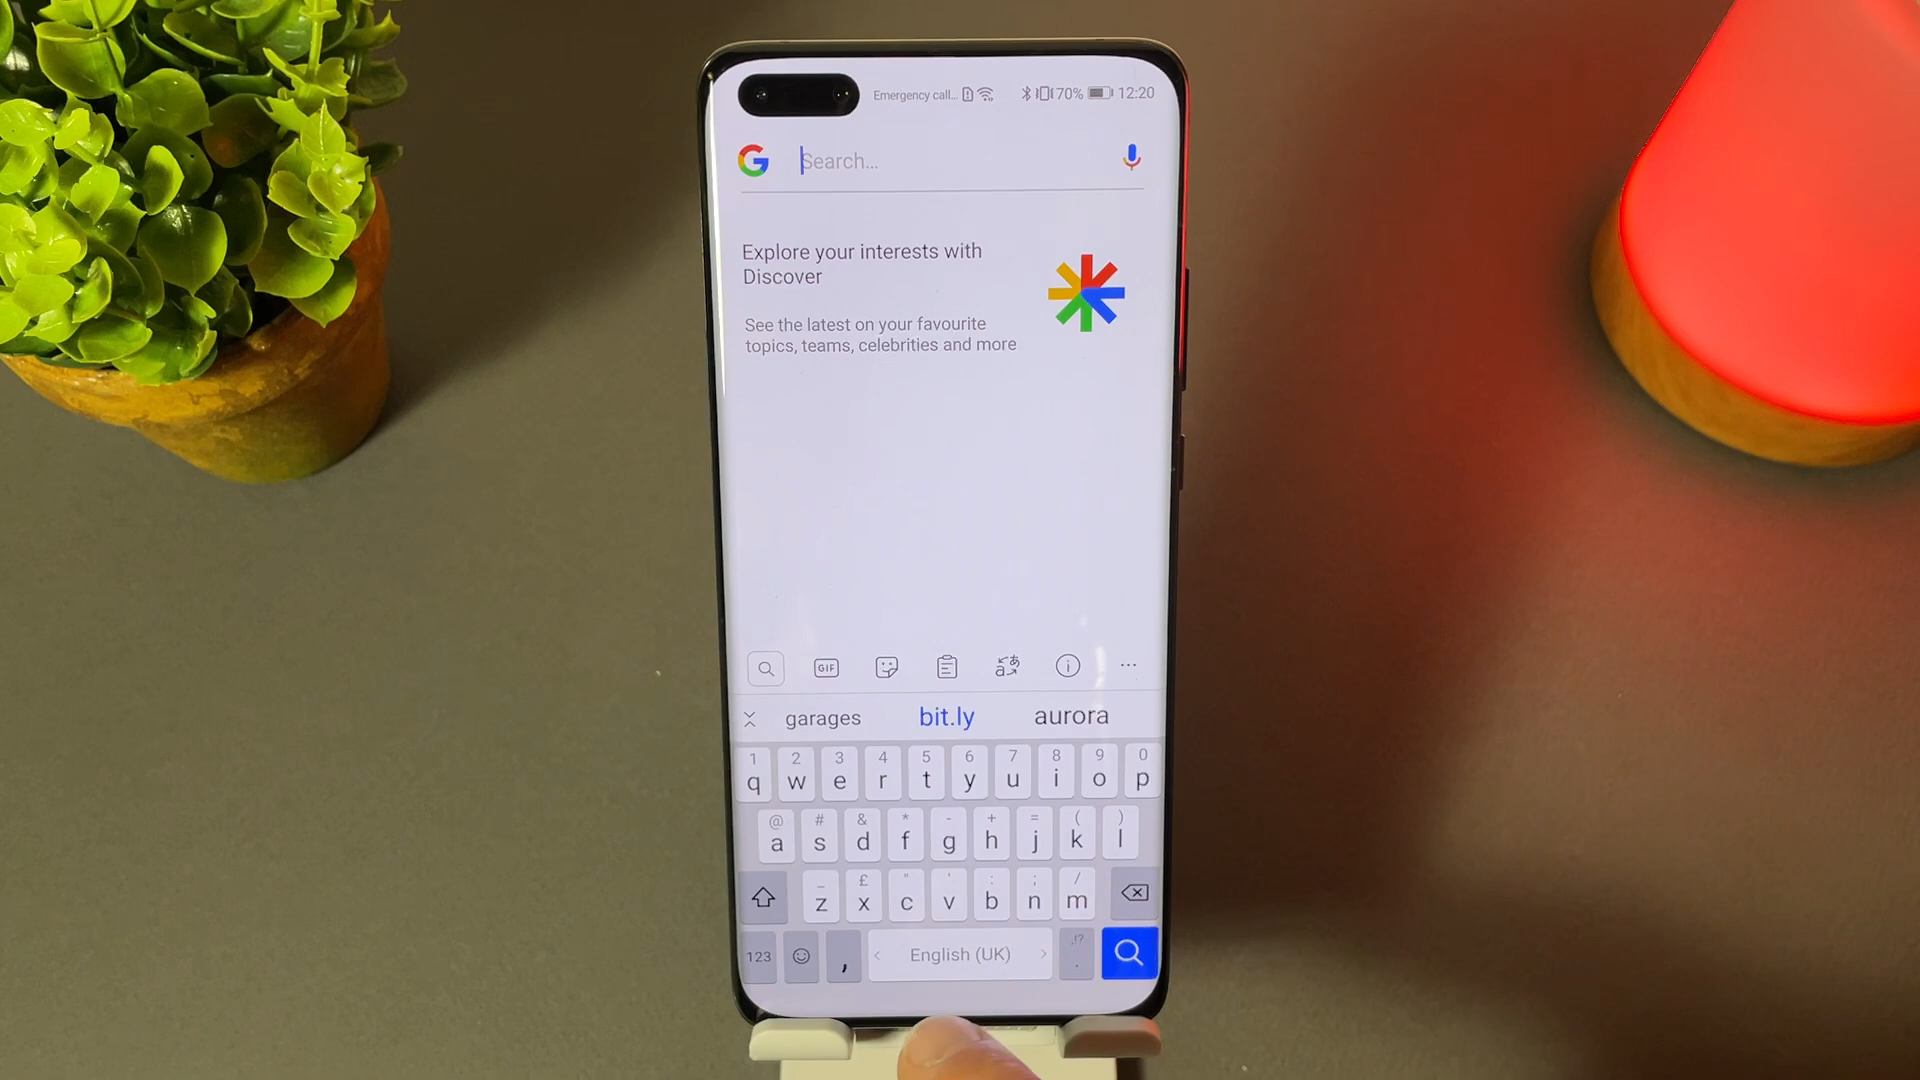 Emergency call... 70% 12:20
Search...
Explore your interests with
Discover
See the latest on your favourite
topics, teams, celebrities and more
GIF
garages bit.ly aurora
1 2 3 4 5 6 7 8 9 0
q w e r t y u i o p
@ # & * - + = ( )
a s d f g h j k l
_ £ " ' : ; /
z x c v b n m
123 , < English (UK) > .!? .